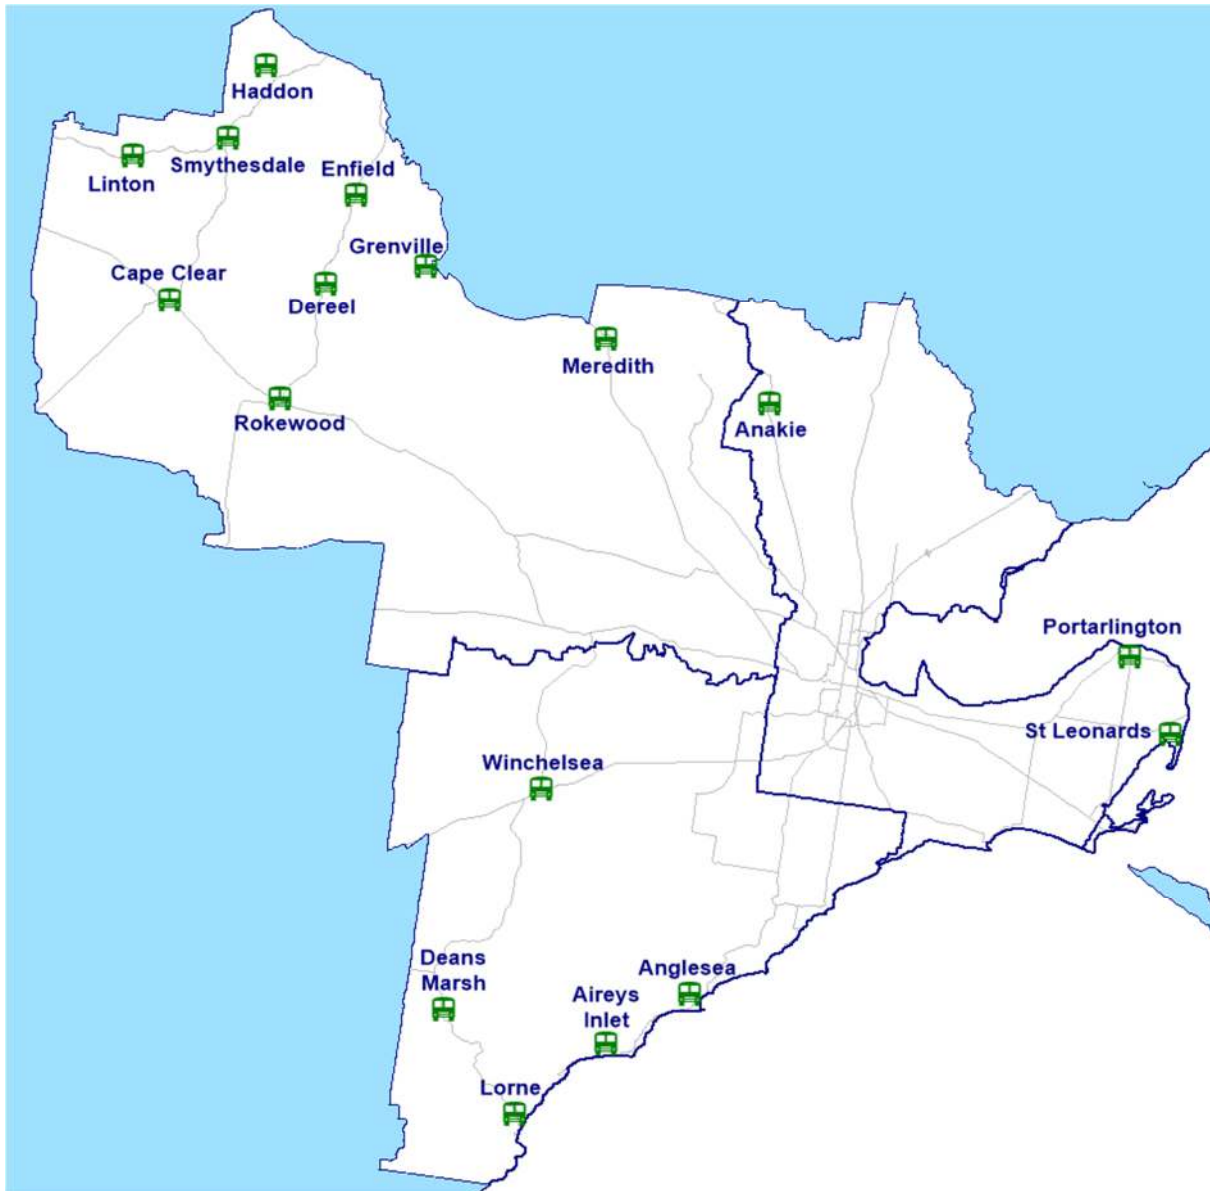 Haddon
Smythesdale
Linton
Enfield
Grenville
Cape Clear
Dereel
Meredith
Rokewood
Anakie
Portarlington
St Leonards
Winchelsea
Deans
Marsh
Anglesea
Aireys
Inlet
Lorne